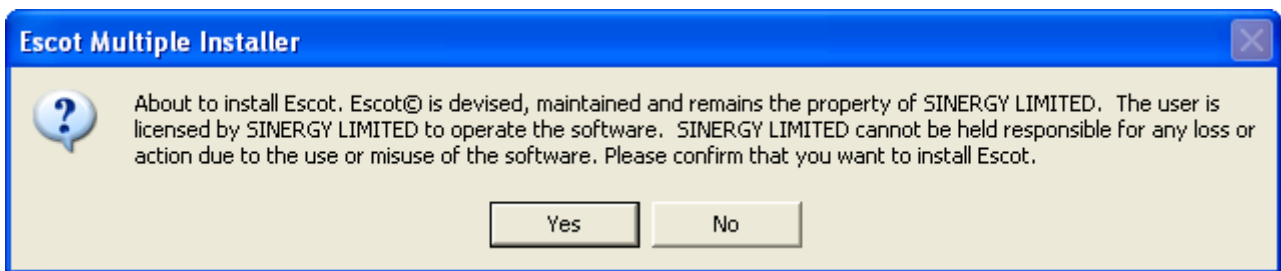 Escot Multiple Installer
About to install Escot. Escot© is devised, maintained and remains the property of SINERGY LIMITED.  The user is
licensed by SINERGY LIMITED to operate the software.  SINERGY LIMITED cannot be held responsible for any loss or
action due to the use or misuse of the software. Please confirm that you want to install Escot.
Yes
No